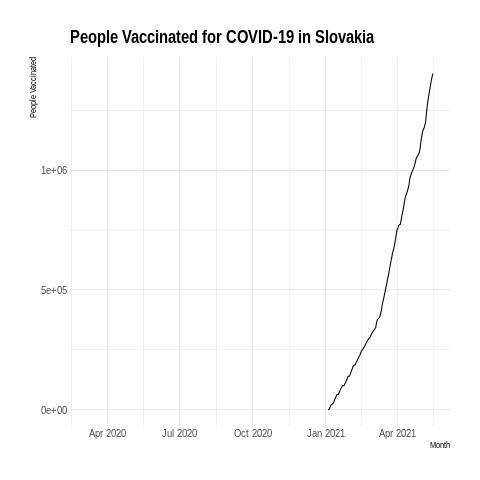 People Vaccinated for COVID-19 in Slovakia
People Vaccinated
1e+06
5e+05
0e+00
Apr 2020 Jul 2020 Oct 2020 Jan 2021 Apr 2021
Month